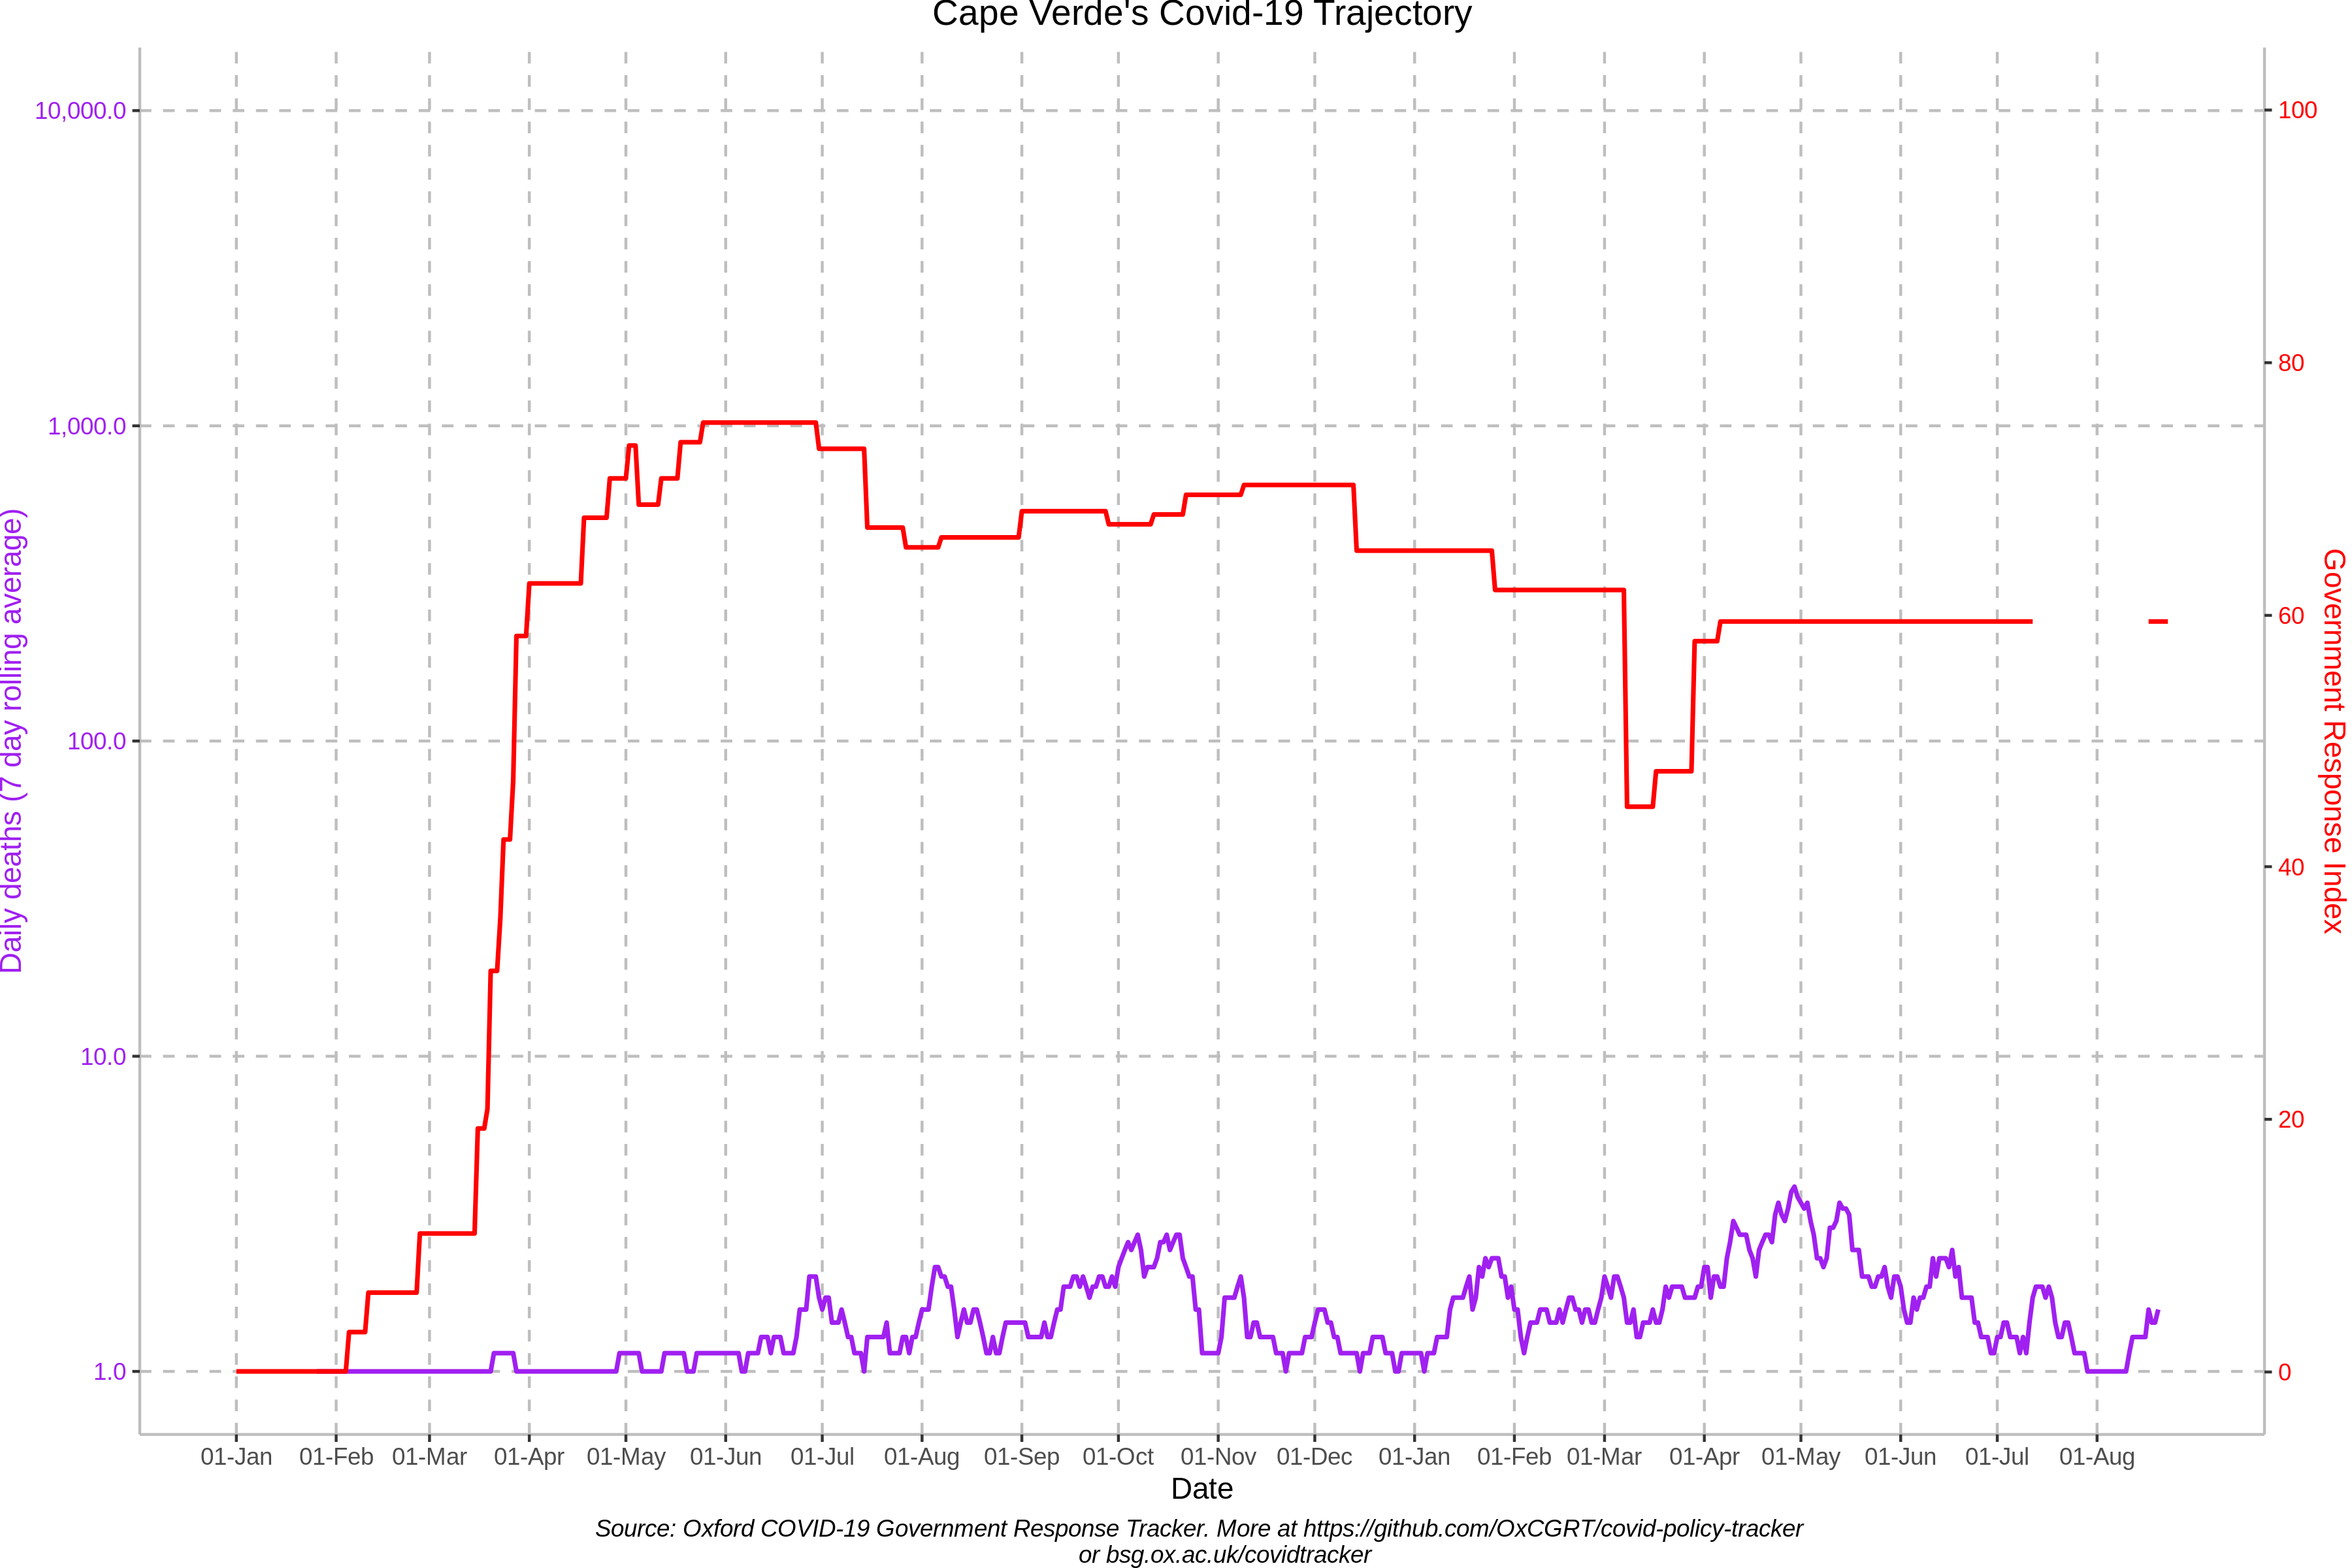 Cape Verde's Covid-19 Trajectory
10,000.0
1,000.0
100.0
10.0
1.0
Daily deaths (7 day rolling average)
100
80
60
40
20
0
Government Response Index
01-Jan 01-Feb 01-Mar 01-Apr 01-May 01-Jun 01-Jul 01-Aug 01-Sep 01-Oct 01-Nov 01-Dec 01-Jan 01-Feb 01-Mar 01-Apr 01-May 01-Jun 01-Jul 01-Aug
Date
Source: Oxford COVID-19 Government Response Tracker. More at https://github.com/OxCGRT/covid-policy-tracker
or bsg.ox.ac.uk/covidtracker